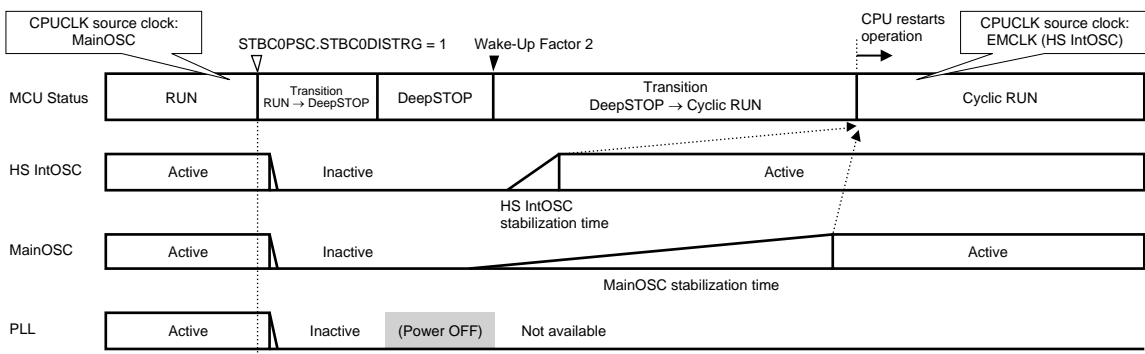 CPUCLK source clock:
MainOSC
STBC0PSC.STBC0DISTRG = 1
Wake-Up Factor 2
CPU restarts
operation
CPUCLK source clock:
EMCLK (HS IntOSC)
MCU Status
RUN
Transition
RUN → DeepSTOP
DeepSTOP
Transition
DeepSTOP → Cyclic RUN
Cyclic RUN
HS IntOSC
Active
Inactive
Active
HS IntOSC
stabilization time
MainOSC
Active
Inactive
Active
MainOSC stabilization time
PLL
Active
Inactive
(Power OFF)
Not available